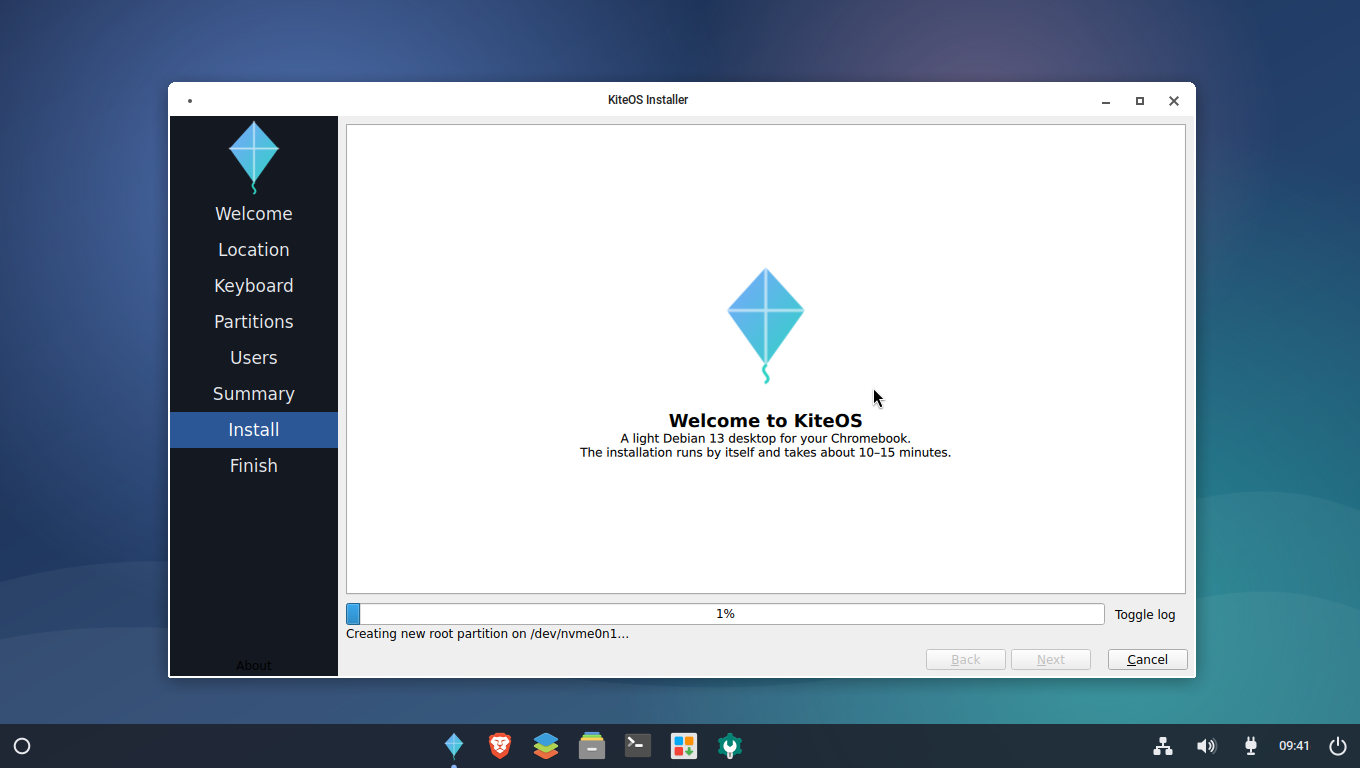 KiteOS Installer
Welcome
Location
Keyboard
Partitions
Users
Summary
Install
Finish
About
Welcome to KiteOS
A light Debian 13 desktop for your Chromebook.
The installation runs by itself and takes about 10–15 minutes.
1%
Toggle log
Creating new root partition on /dev/nvme0n1…
Back
Next
Cancel
09:41